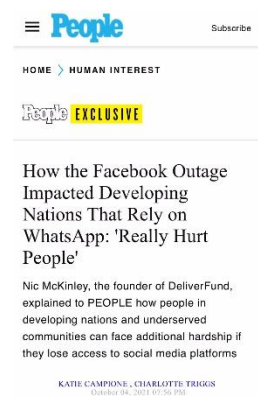 People
Subscribe
HOME > HUMAN INTEREST
People EXCLUSIVE
How the Facebook Outage
Impacted Developing
Nations That Rely on
WhatsApp: 'Really Hurt
People'
Nic McKinley, the founder of DeliverFund,
explained to PEOPLE how people in
developing nations and underserved
communities can face additional hardship if
they lose access to social media platforms
KATIE CAMPIONE , CHARLOTTE TRIGGS
October 04, 2021 07:56 PM